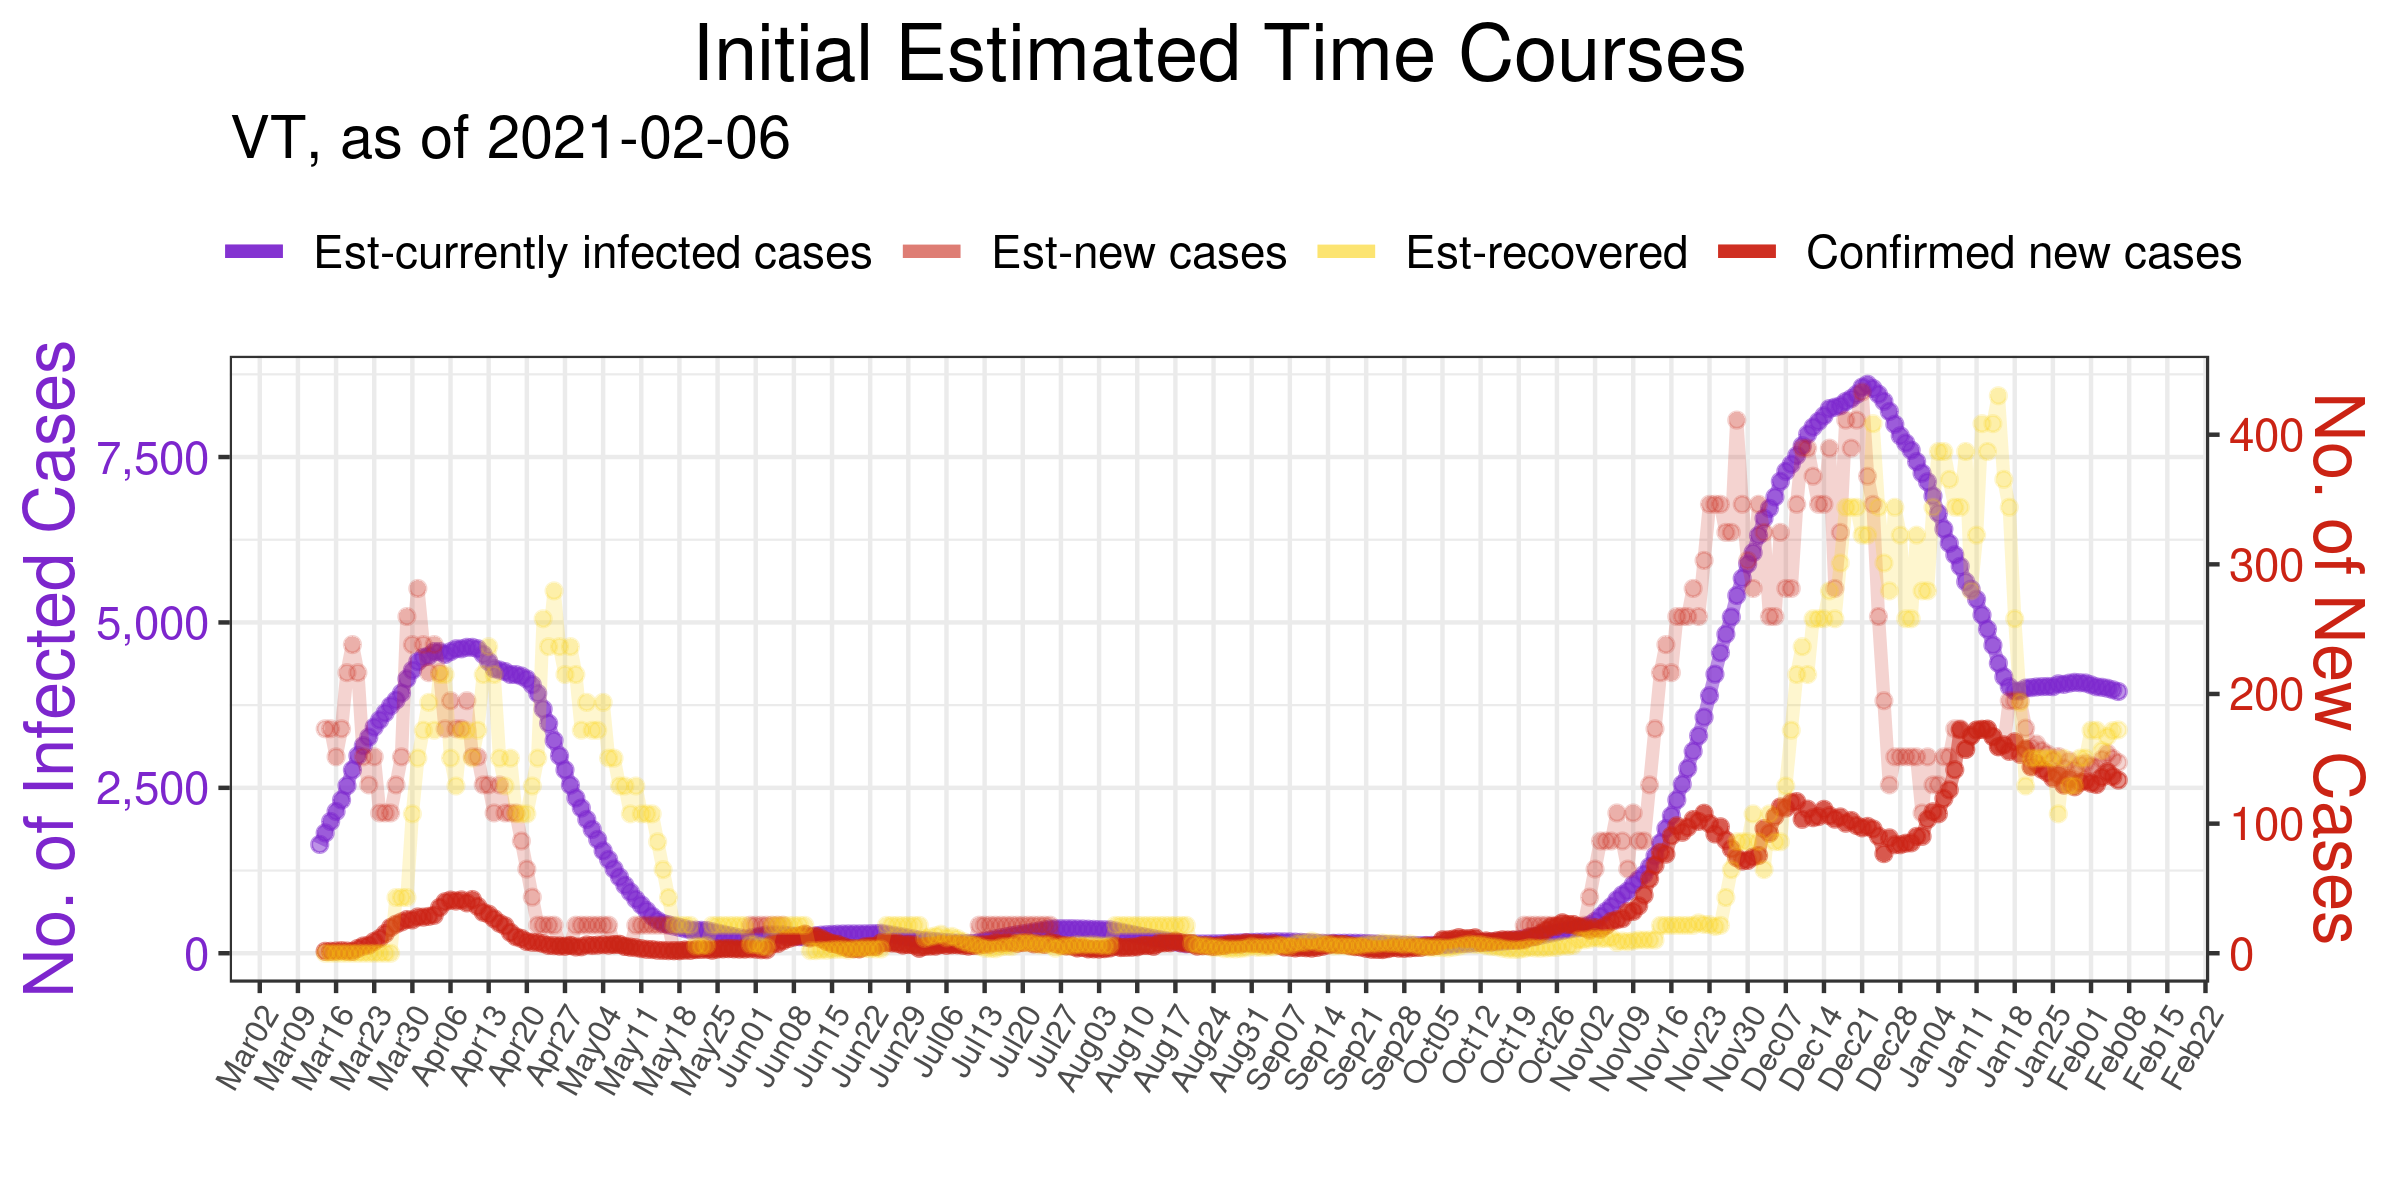 Initial Estimated Time Courses
VT, as of 2021-02-06
Est-currently infected cases Est-new cases Est-recovered Confirmed new cases
No. of Infected Cases
7,500
5,000
2,500
0
400
300
200
100
0
No. of New Cases
Mar02 Mar09 Mar16 Mar23 Mar30 Apr06 Apr13 Apr20 Apr27 May04 May11 May18 May25 Jun01 Jun08 Jun15 Jun22 Jun29 Jul06 Jul13 Jul20 Jul27 Aug03 Aug10 Aug17 Aug24 Aug31 Sep07 Sep14 Sep21 Sep28 Oct05 Oct12 Oct19 Oct26 Nov02 Nov09 Nov16 Nov23 Nov30 Dec07 Dec14 Dec21 Dec28 Jan04 Jan11 Jan18 Jan25 Feb01 Feb08 Feb15 Feb22